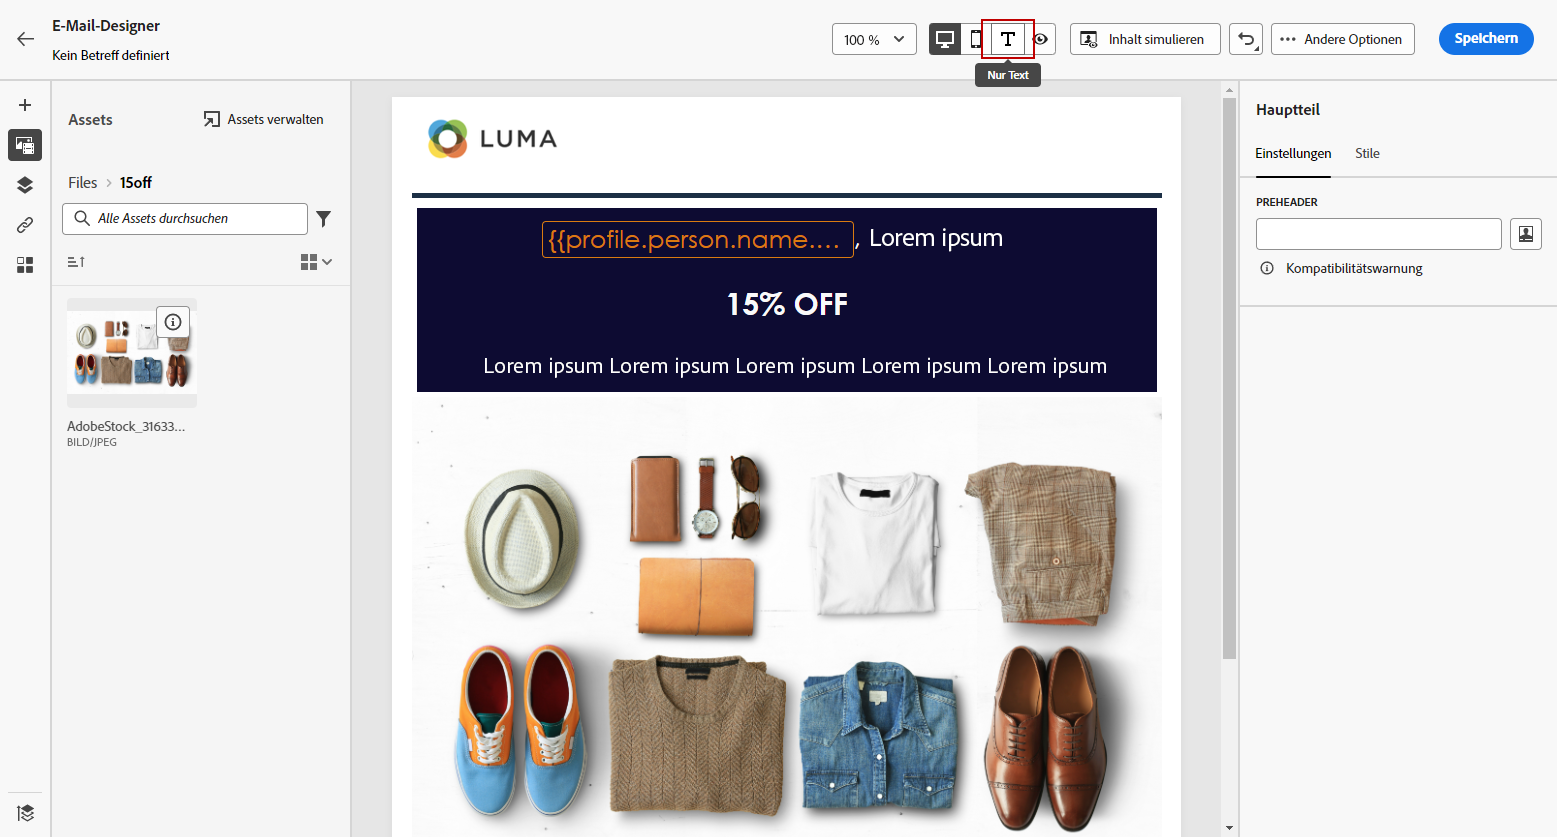 E-Mail-Designer
Kein Betreff definiert
100 %
T
Inhalt simulieren
Andere Optionen
Speichern
Nur Text
Assets
Assets verwalten
Files > 15off
Alle Assets durchsuchen
AdobeStock_31633...
BILD/JPEG
LUMA
{{profile.person.name.... , Lorem ipsum
15% OFF
Lorem ipsum Lorem ipsum Lorem ipsum Lorem ipsum Lorem ipsum
Hauptteil
Einstellungen
Stile
PREHEADER
Kompatibilitätswarnung